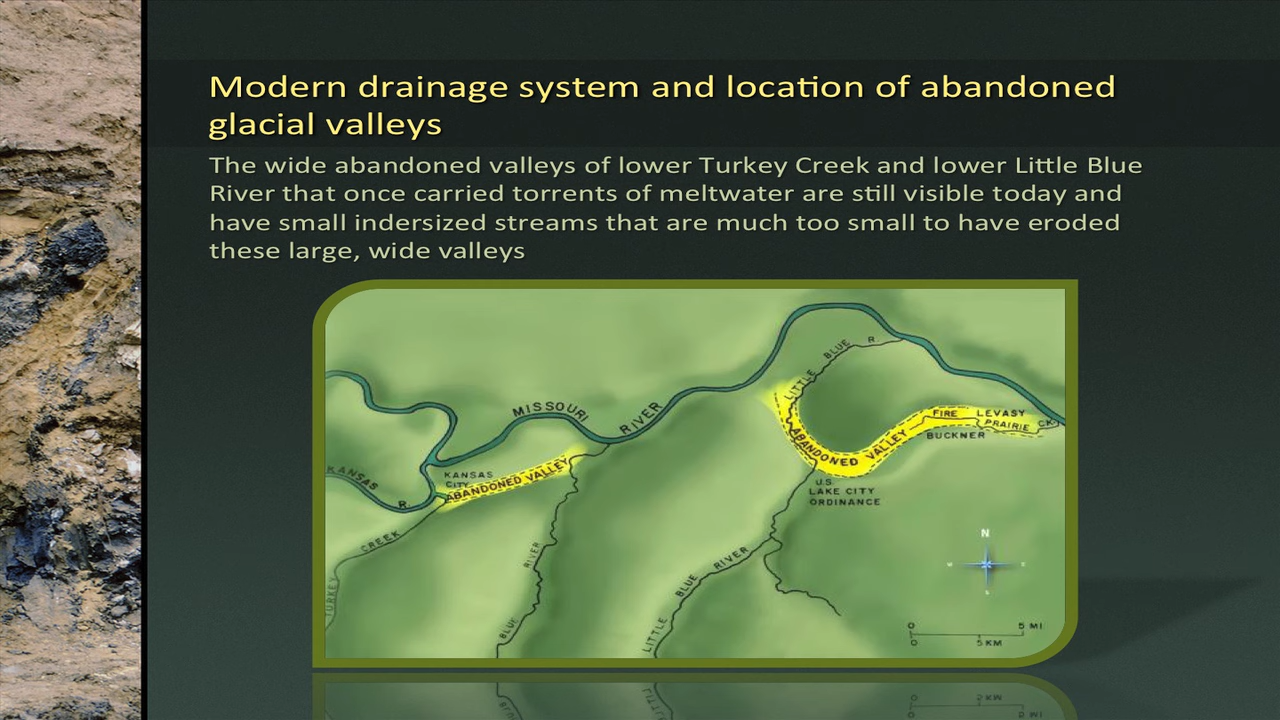 Modern drainage system and location of abandoned
glacial valleys
The wide abandoned valleys of lower Turkey Creek and lower Little Blue
River that once carried torrents of meltwater are still visible today and
have small indersized streams that are much too small to have eroded
these large, wide valleys
LITTLE BLUE R.
MISSOURI RIVER
FIRE LEVASY
PRAIRIE CK.
BUCKNER
ABANDONED VALLEY
KANSAS R.
KANSAS
CITY
ABANDONED VALLEY
U.S.
LAKE CITY
ORDINANCE
TURKEY CREEK
BLUE RIVER
LITTLE BLUE RIVER
N
W E
S
0 5 MI
0 5 KM